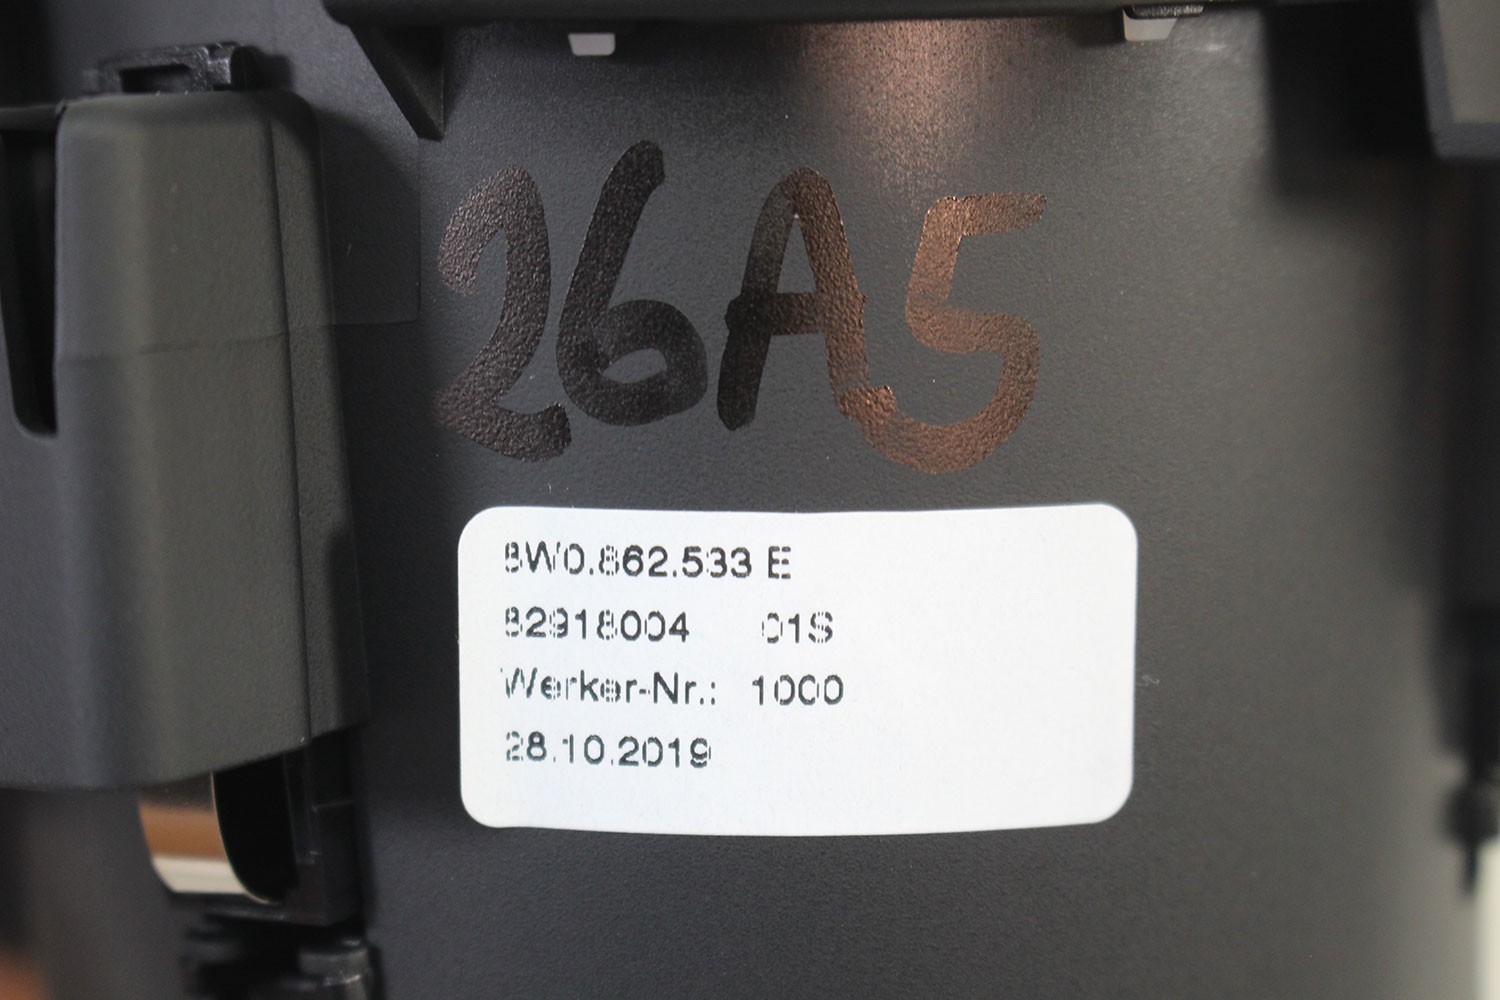 26A5
8W0.862.533 E
82918004 01S
Werker-Nr.: 1000
28.10.2019